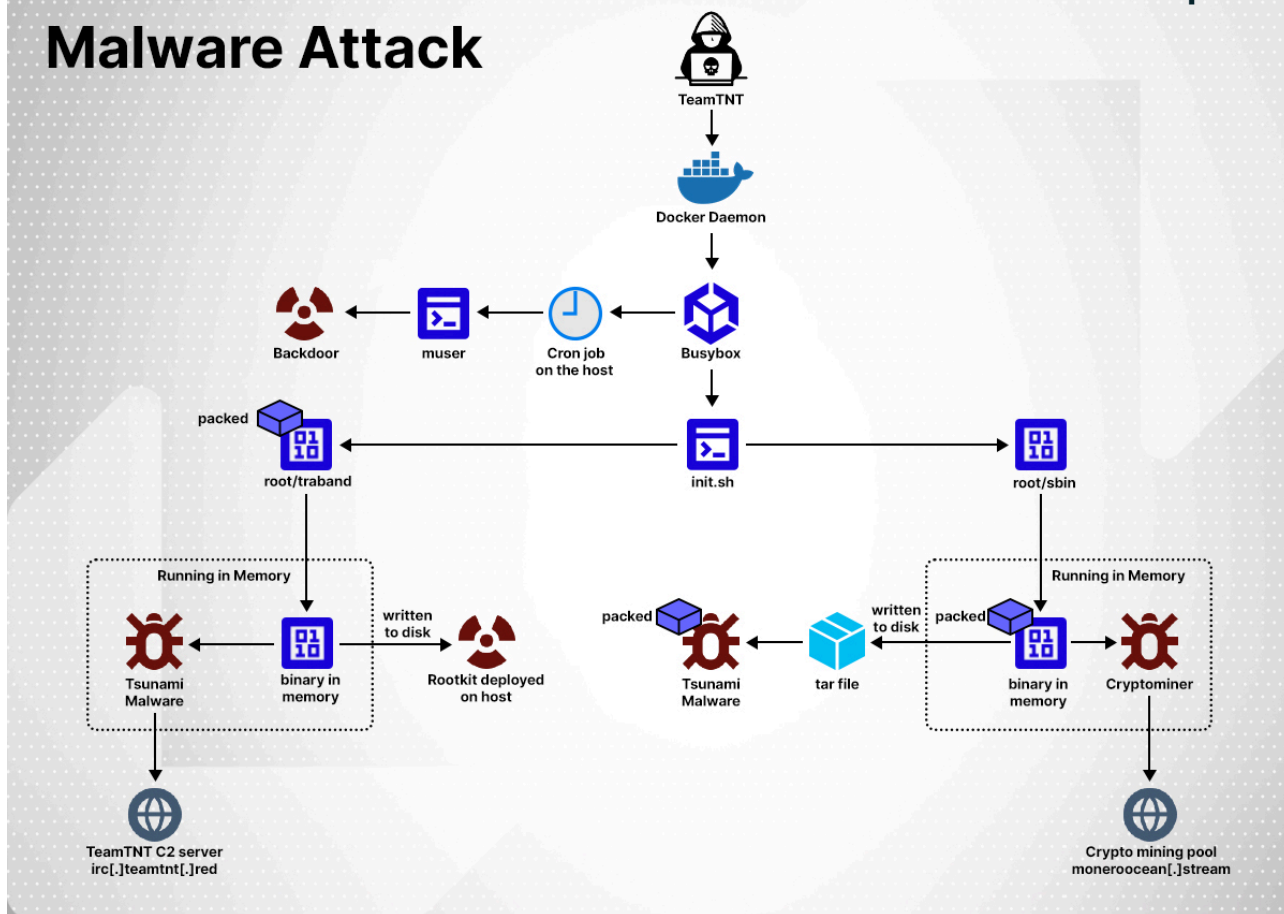 Malware Attack
TeamTNT
Docker Daemon
Backdoor
muser
Cron job
on the host
Busybox
packed
root/traband
init.sh
root/sbin
Running in Memory
Tsunami
Malware
binary in
memory
written
to disk
Rootkit deployed
on host
packed
Tsunami
Malware
tar file
written
to disk
Running in Memory
packed
binary in
memory
Cryptominer
TeamTNT C2 server
irc[.]teamtnt[.]red
Crypto mining pool
moneroocean[.]stream